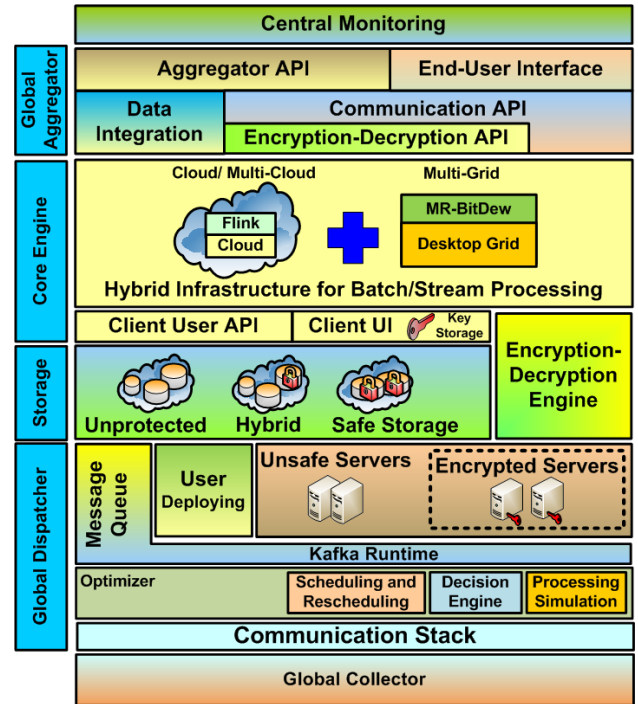 Central Monitoring
Global
Aggregator
Aggregator API
End-User Interface
Data
Integration
Communication API
Encryption-Decryption API
Core Engine
Cloud/ Multi-Cloud
Multi-Grid
Flink
Cloud
MR-BitDew
Desktop Grid
Hybrid Infrastructure for Batch/Stream Processing
Client User API
Client UI
Key
Storage
Encryption-
Decryption
Engine
Storage
Unprotected
Hybrid
Safe Storage
Global Dispatcher
Message
Queue
User
Deploying
Unsafe Servers
Encrypted Servers
Kafka Runtime
Optimizer
Scheduling and
Rescheduling
Decision
Engine
Processing
Simulation
Communication Stack
Global Collector